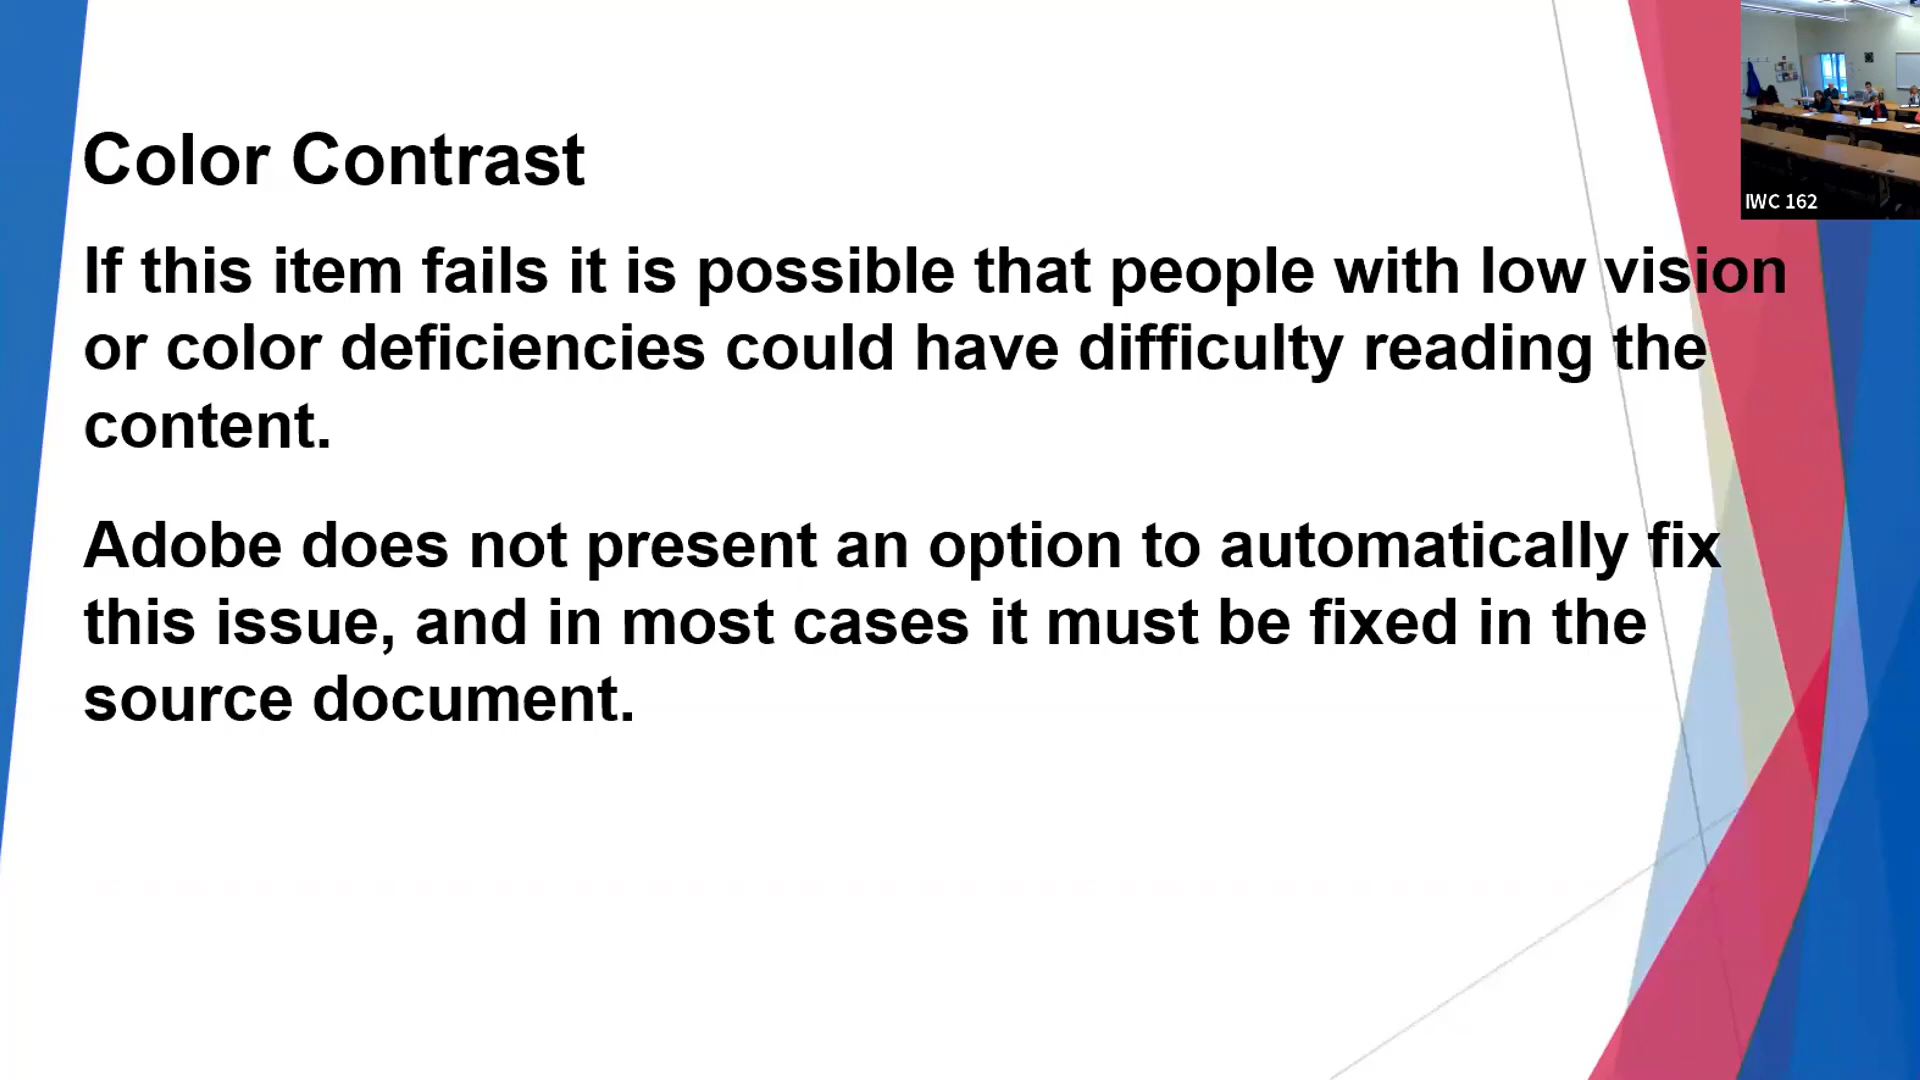 Color Contrast
If this item fails it is possible that people with low vision
or color deficiencies could have difficulty reading the
content.
Adobe does not present an option to automatically fix
this issue, and in most cases it must be fixed in the
source document.
IWC 162